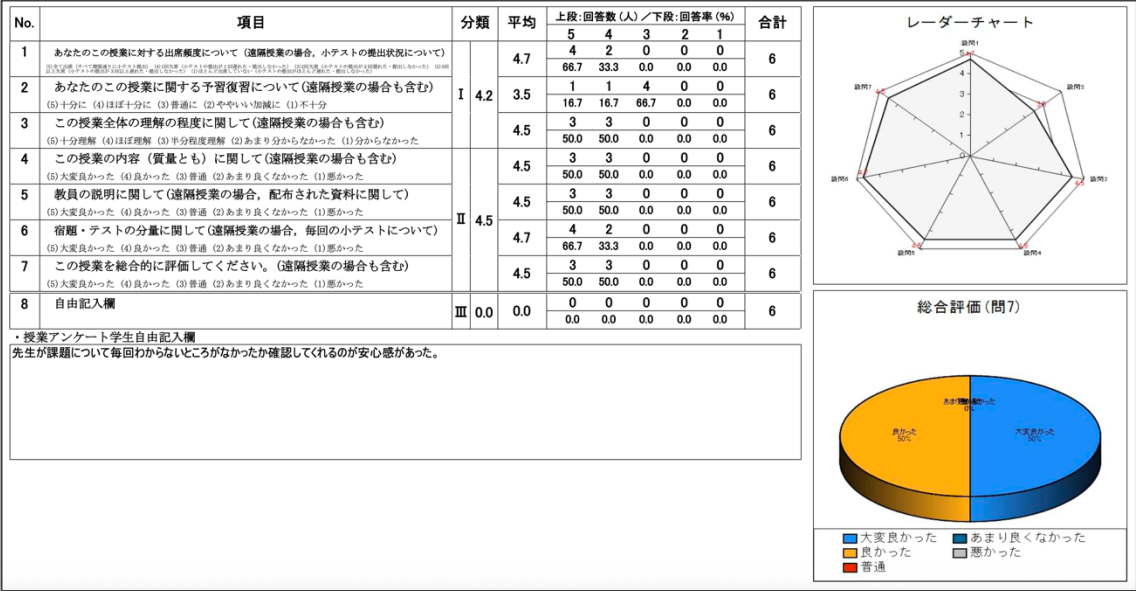 No. 項目 分類 平均 上段:回答数(人)/下段:回答率(%) 合計
5 4 3 2 1
1 あなたのこの授業に対する出席頻度について(遠隔授業の場合,小テストの提出状況について) 4.7 4 2 0 0 0 6
66.7 33.3 0.0 0.0 0.0
2 あなたのこの授業に関する予習復習について(遠隔授業の場合も含む) Ⅰ 4.2 3.5 1 1 4 0 0 6
(5)十分に (4)ほぼ十分に (3)普通に (2)ややいい加減に (1)不十分 16.7 16.7 66.7 0.0 0.0
3 この授業全体の理解の程度に関して(遠隔授業の場合も含む) 4.5 3 3 0 0 0 6
(5)十分理解 (4)ほぼ理解 (3)半分程度理解 (2)あまり分からなかった (1)分からなかった 50.0 50.0 0.0 0.0 0.0
4 この授業の内容(質量とも)に関して(遠隔授業の場合も含む) 4.5 3 3 0 0 0 6
(5)大変良かった (4)良かった (3)普通 (2)あまり良くなかった (1)悪かった 50.0 50.0 0.0 0.0 0.0
5 教員の説明に関して(遠隔授業の場合,配布された資料に関して) Ⅱ 4.5 4.5 3 3 0 0 0 6
(5)大変良かった (4)良かった (3)普通 (2)あまり良くなかった (1)悪かった 50.0 50.0 0.0 0.0 0.0
6 宿題・テストの分量に関して(遠隔授業の場合,毎回の小テストについて) 4.7 4 2 0 0 0 6
(5)大変良かった (4)良かった (3)普通 (2)あまり良くなかった (1)悪かった 66.7 33.3 0.0 0.0 0.0
7 この授業を総合的に評価してください。(遠隔授業の場合も含む) 4.5 3 3 0 0 0 6
(5)大変良かった (4)良かった (3)普通 (2)あまり良くなかった (1)悪かった 50.0 50.0 0.0 0.0 0.0
8 自由記入欄 Ⅲ 0.0 0.0 0 0 0 0 0 6
0.0 0.0 0.0 0.0 0.0
・授業アンケート学生自由記入欄
先生が課題について毎回わからないところがなかったか確認してくれるのが安心感があった。
レーダーチャート
設問1
5
4
3
2
1
0
設問7
設問6
設問3
設問5
設問4
総合評価(問7)
0%
良かった
50%
大変良かった
50%
大変良かった あまり良くなかった
良かった 悪かった
普通